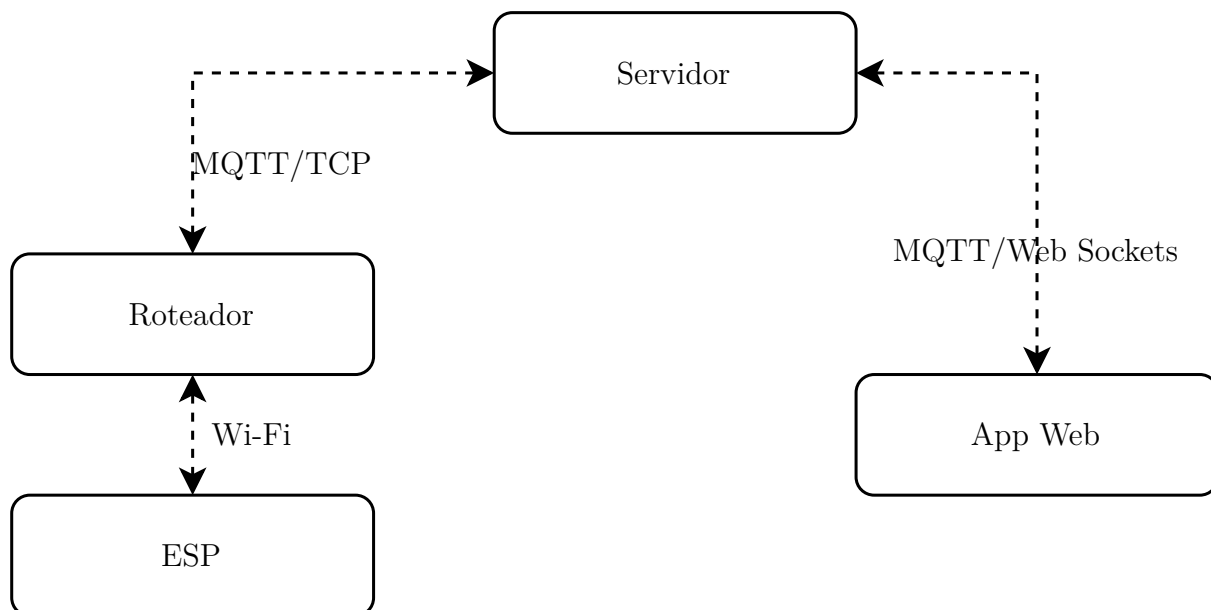 Servidor
MQTT/TCP
MQTT/Web Sockets
Roteador
Wi-Fi
App Web
ESP